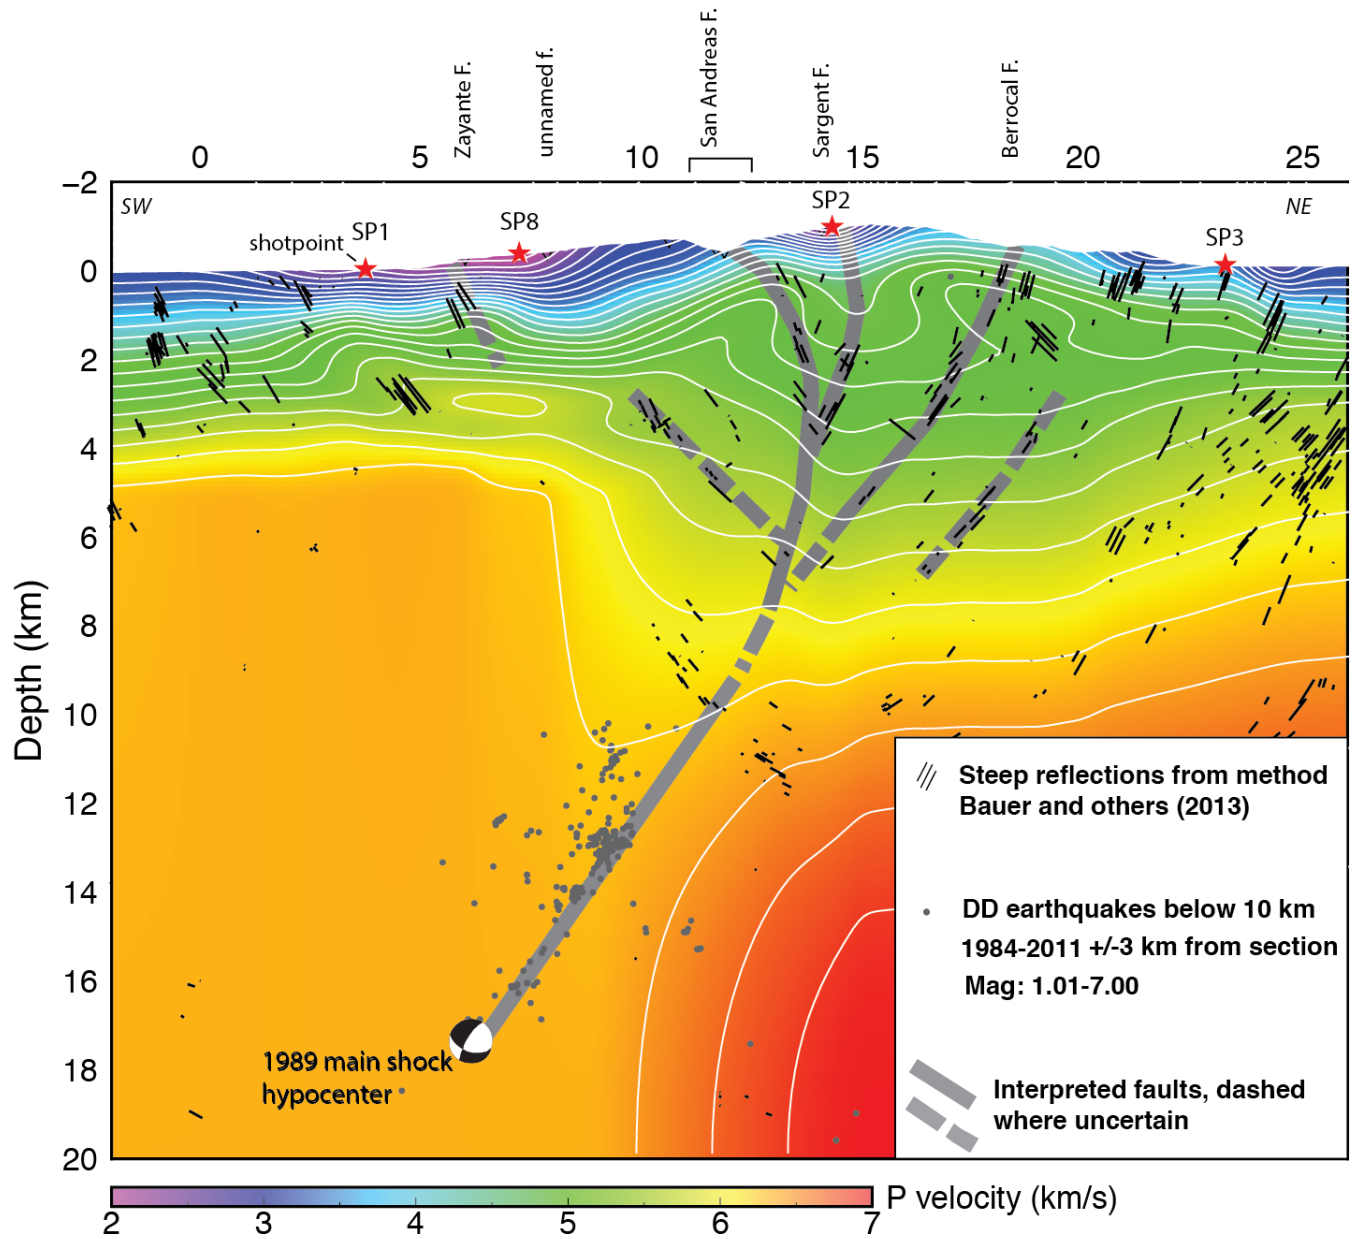 Zayante F.
unnamed f.
San Andreas F.
Sargent F.
Berrocal F.
0 5 10 15 20 25
SW
NE
shotpoint
SP1
SP8
SP2
SP3
Depth (km)
−2
0
2
4
6
8
10
12
14
16
18
20
1989 main shock
hypocenter
Steep reflections from method
Bauer and others (2013)
DD earthquakes below 10 km
1984-2011 +/-3 km from section
Mag: 1.01-7.00
Interpreted faults, dashed
where uncertain
2 3 4 5 6 7
P velocity (km/s)